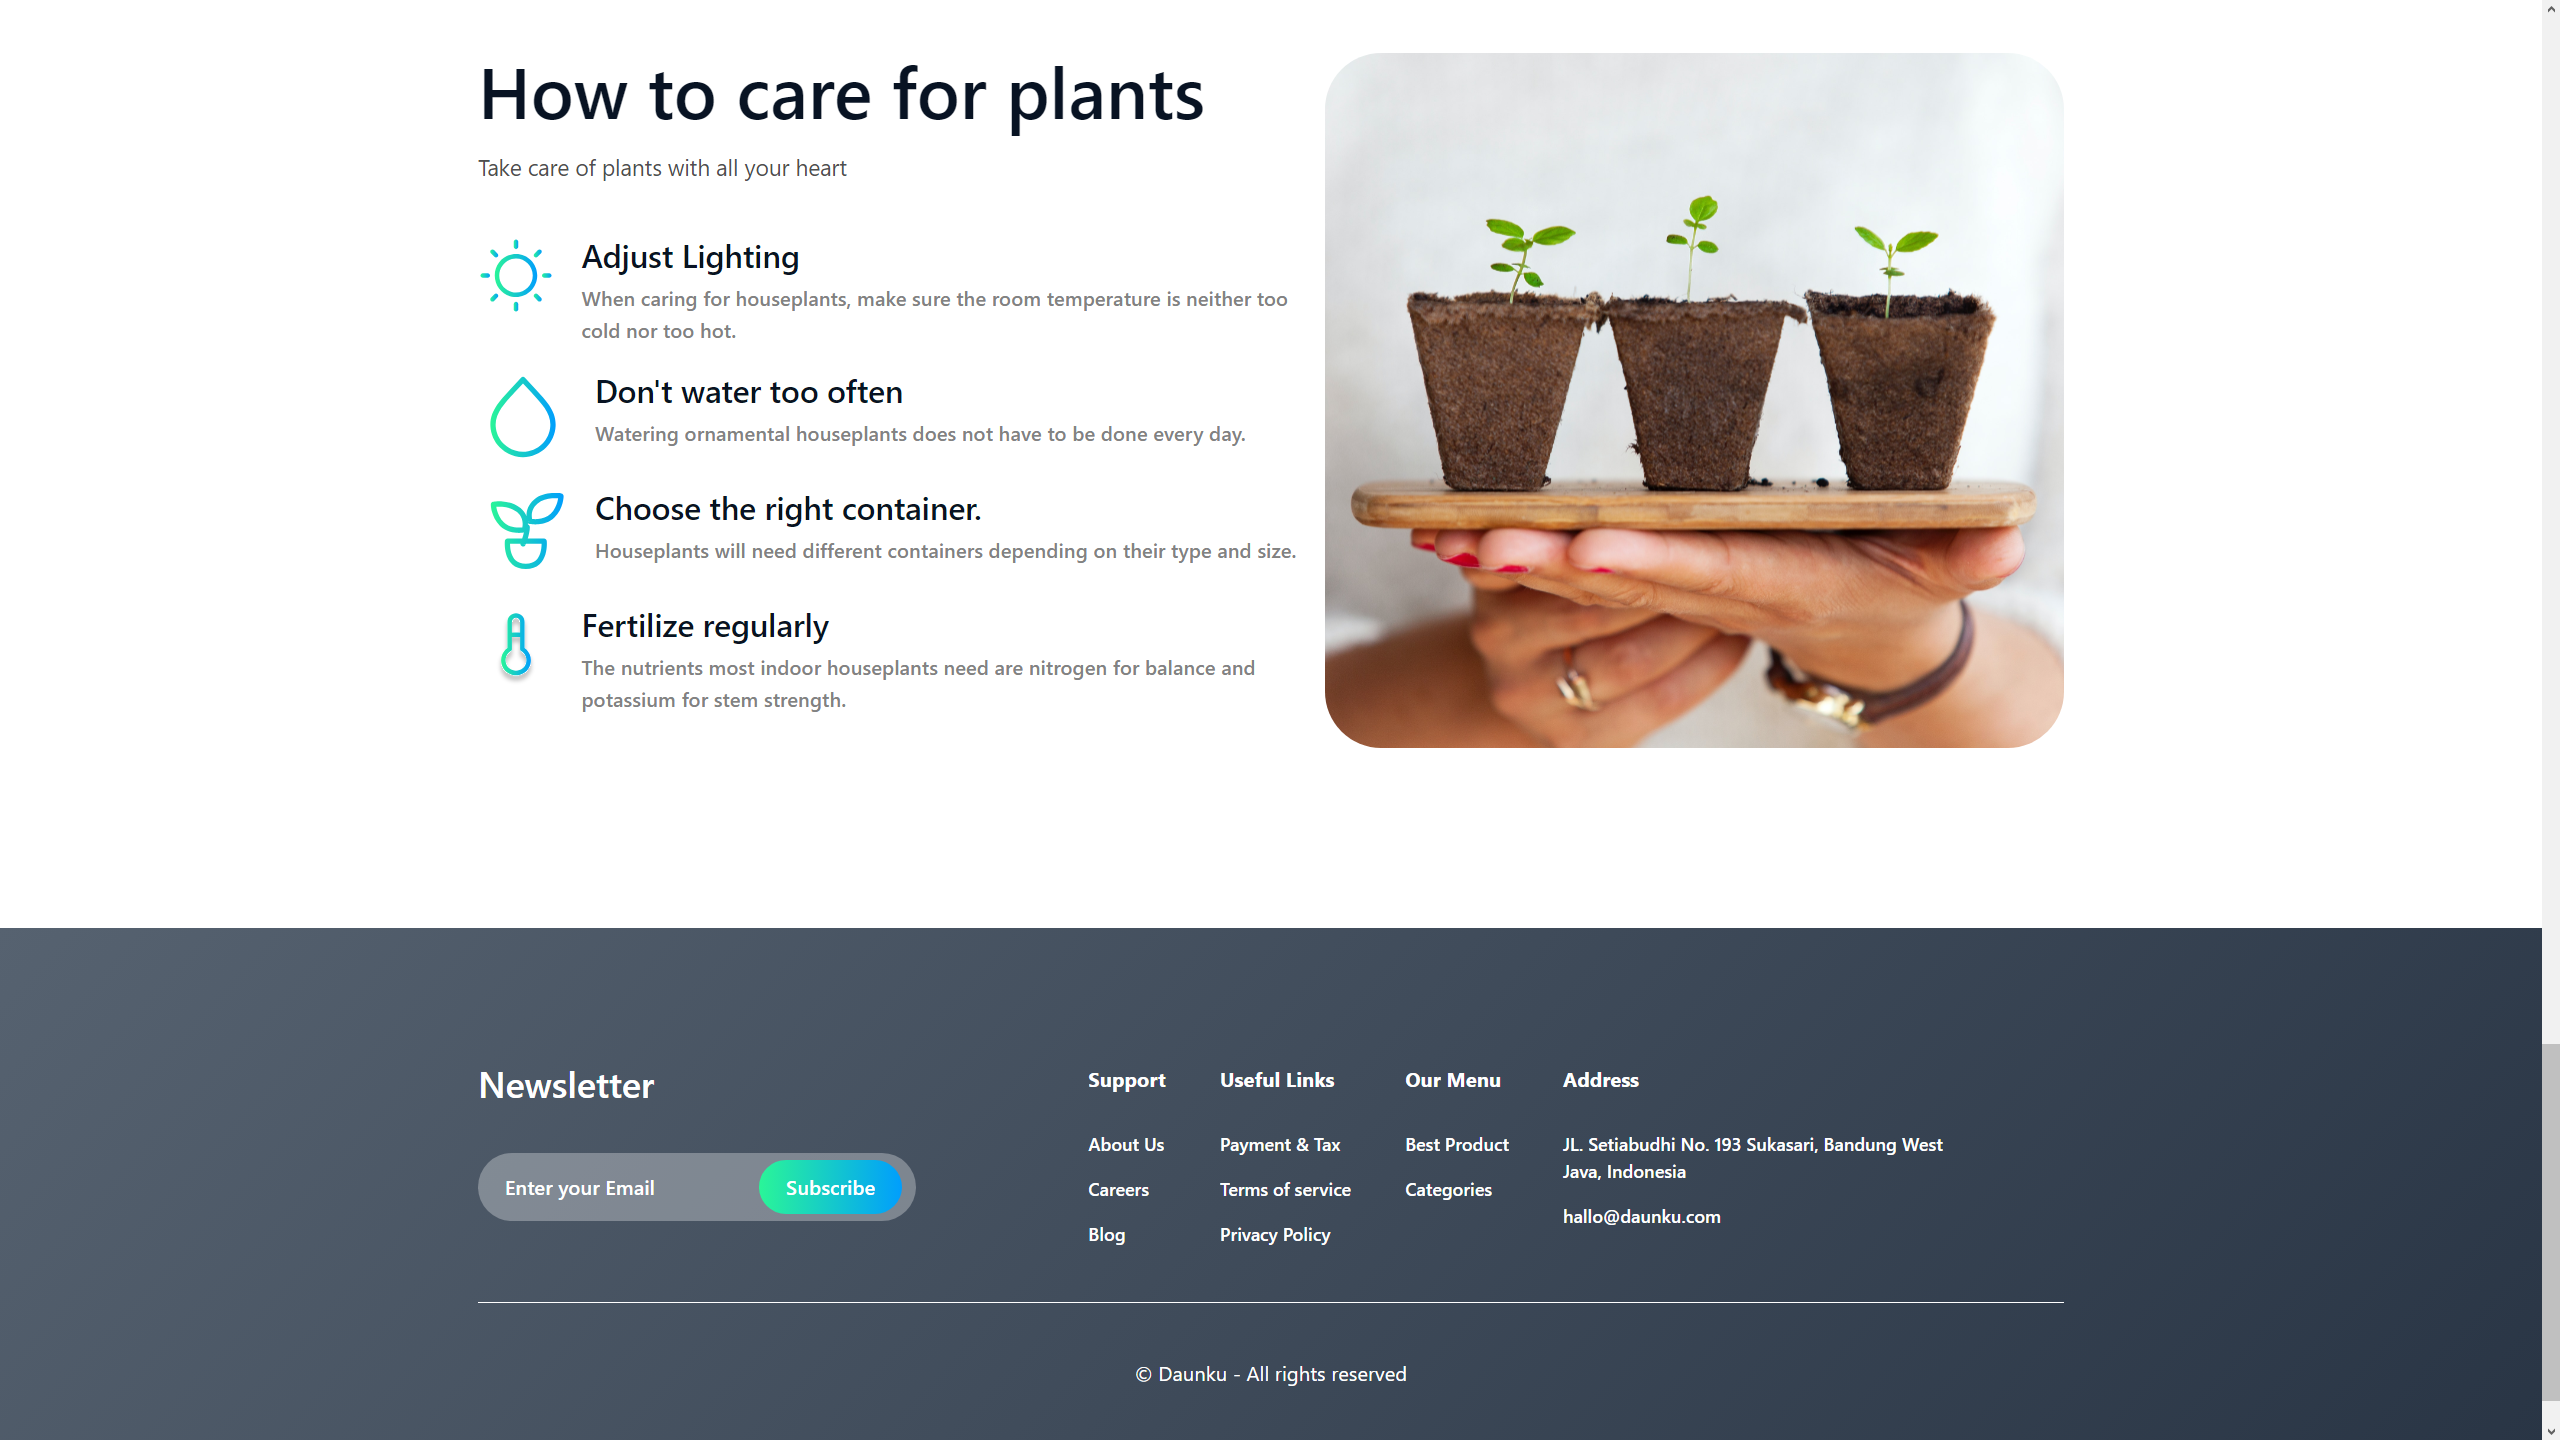 How to care for plants
Take care of plants with all your heart
Adjust Lighting
When caring for houseplants, make sure the room temperature is neither too
cold nor too hot.
Don't water too often
Watering ornamental houseplants does not have to be done every day.
Choose the right container.
Houseplants will need different containers depending on their type and size.
Fertilize regularly
The nutrients most indoor houseplants need are nitrogen for balance and
potassium for stem strength.
Newsletter
Enter your Email
Subscribe
Support
About Us
Careers
Blog
Useful Links
Payment & Tax
Terms of service
Privacy Policy
Our Menu
Best Product
Categories
Address
JL. Setiabudhi No. 193 Sukasari, Bandung West
Java, Indonesia
hallo@daunku.com
© Daunku - All rights reserved